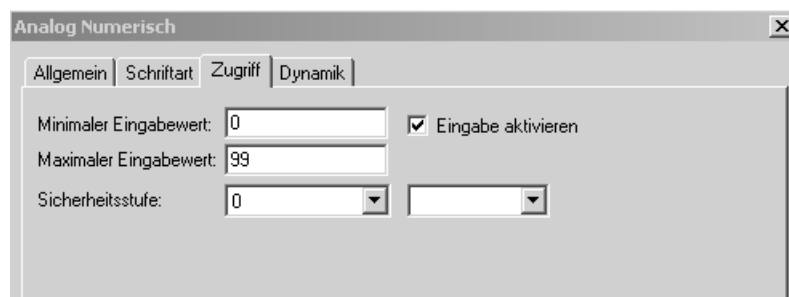 Analog Numerisch
Allgemein Schriftart Zugriff Dynamik
Minimaler Eingabewert: 0 Eingabe aktivieren
Maximaler Eingabewert: 99
Sicherheitsstufe: 0